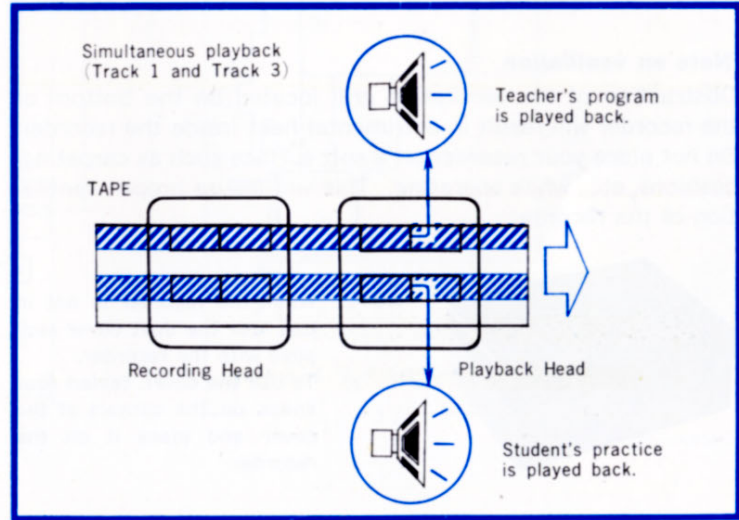 Simultaneous playback
(Track 1 and Track 3)
Teacher's program
is played back.
TAPE
Recording Head
Playback Head
Student's practice
is played back.